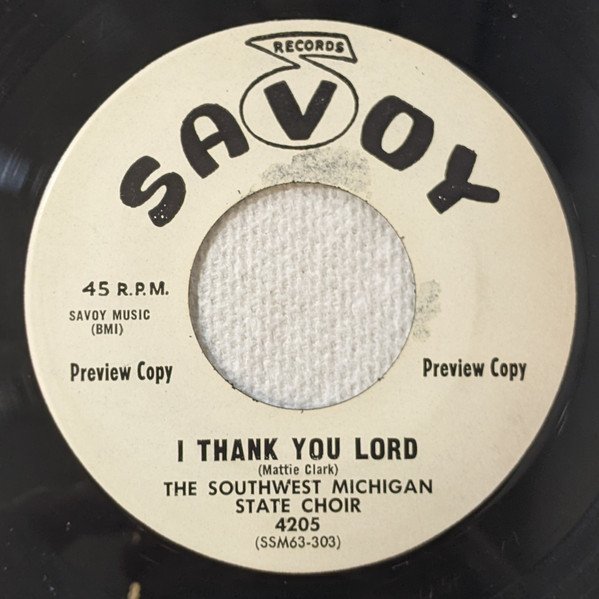 RECORDS
SAVOY
45 R.P.M.
SAVOY MUSIC
(BMI)
Preview Copy
Preview Copy
I THANK YOU LORD
(Mattie Clark)
THE SOUTHWEST MICHIGAN
STATE CHOIR
4205
(SSM63-303)